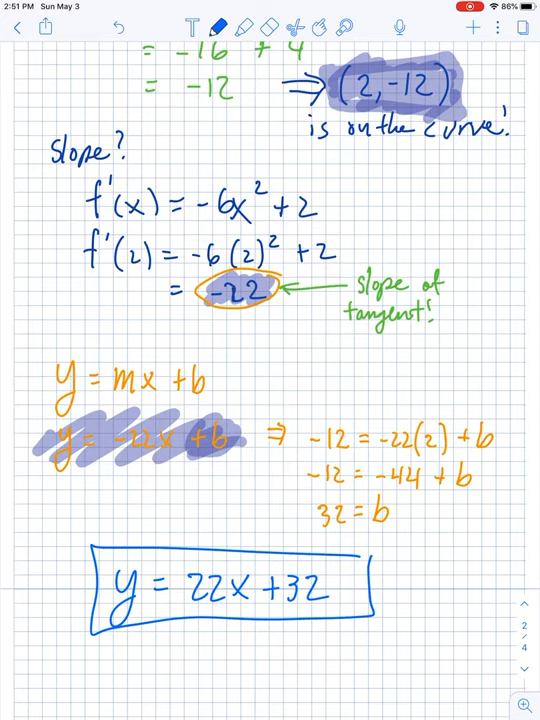 2:51 PM Sun May 3 86%
= -16 + 4
= -12 ⟹ (2, -12)
is on the curve!
Slope?
f'(x) = -6x² + 2
f'(2) = -6(2)² + 2
= -22 ← slope of
tangent!
y = mx + b
y = -22x + b ⇒ -12 = -22(2) + b
-12 = -44 + b
32 = b
y = 22x + 32
2
/
4